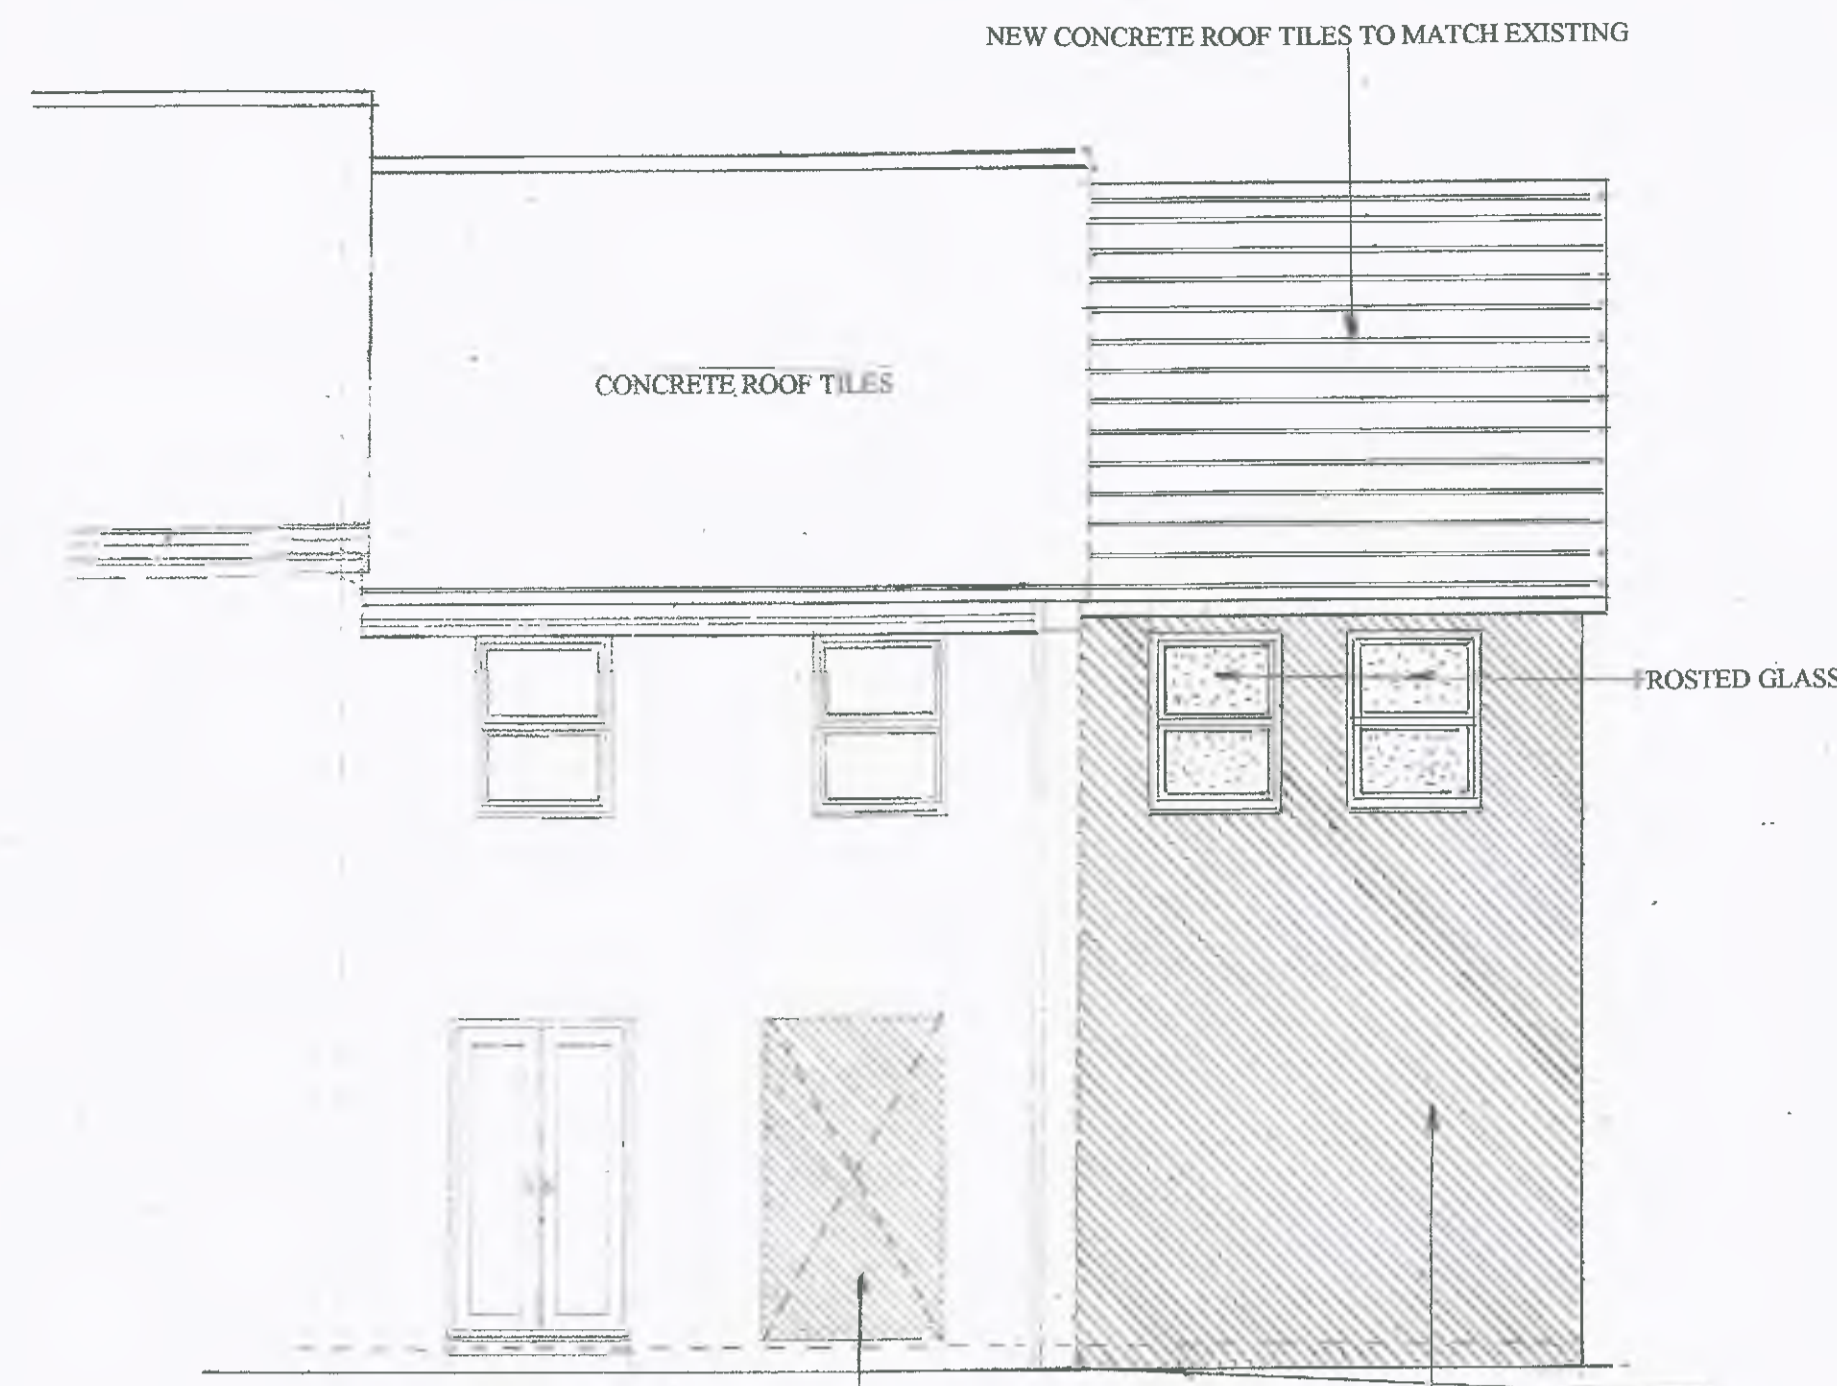 NEW CONCRETE ROOF TILES TO MATCH EXISTING
CONCRETE ROOF TILES
ROSTED GLASS